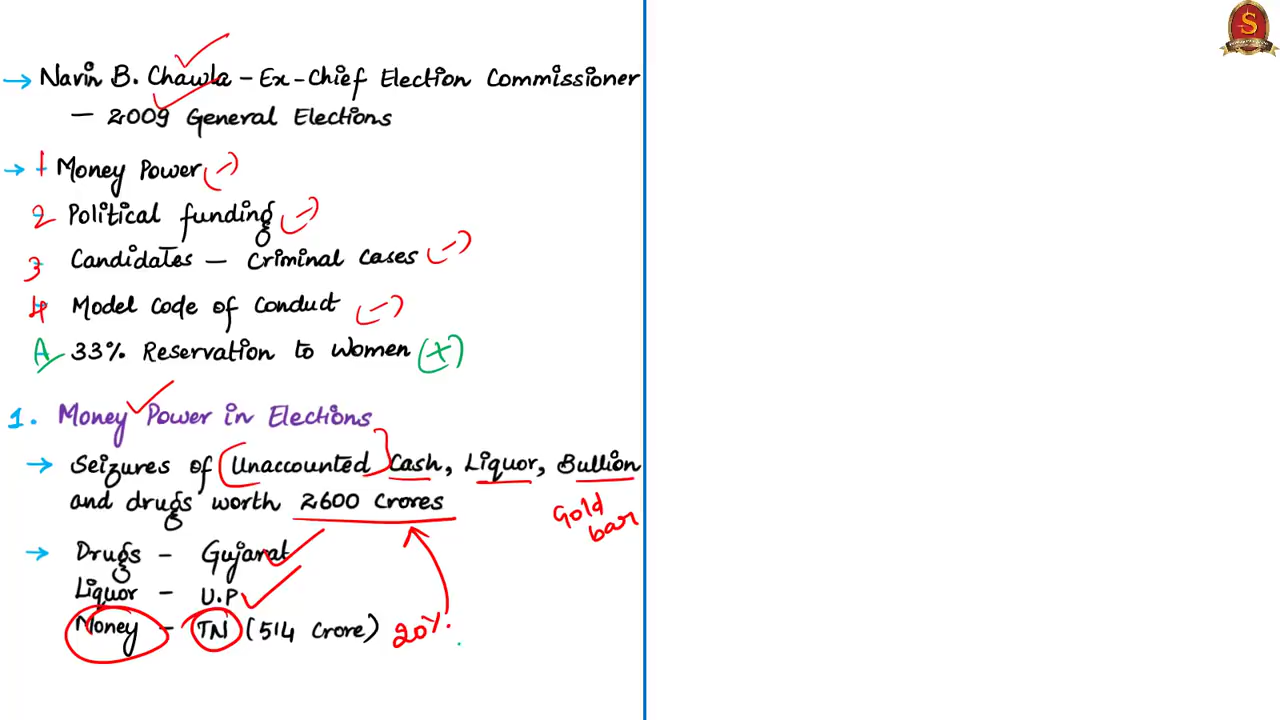 → Navin B. Chawla - Ex-Chief Election Commissioner
— 2009 General Elections
→ 1 Money Power (-)
2 Political funding (-)
3 Candidates — Criminal Cases (-)
4 Model Code of Conduct (-)
A 33% Reservation to Women (+)
1. Money Power in Elections
→ Seizures of (Unaccounted) Cash, Liquor, Bullion
and drugs worth 2600 Crores
Gold
bar
→ Drugs - Gujarat
Liquor - U.P
Money - TN (514 Crore) 20%.
S